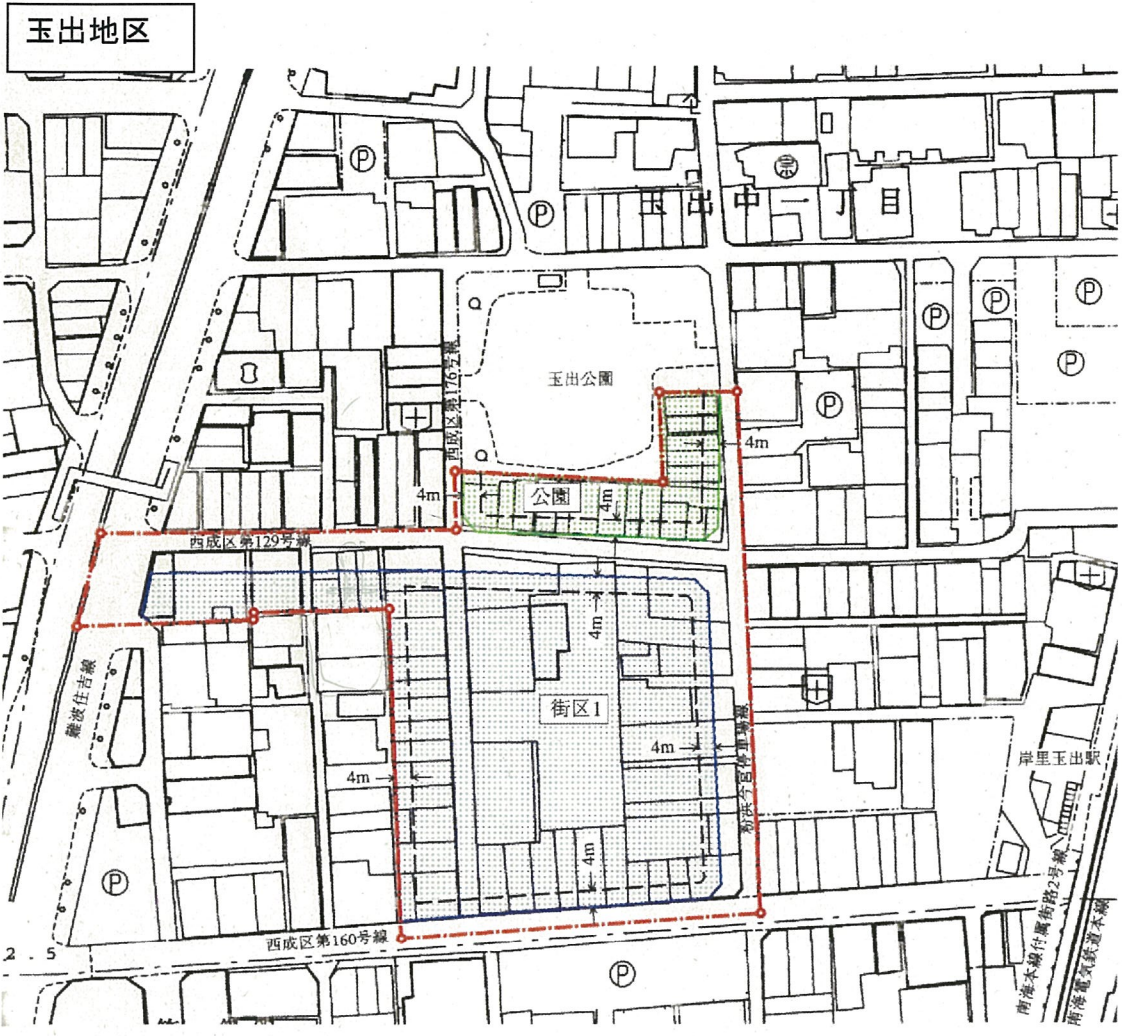 玉出地区
玉出中一丁目
玉出公園
西成区第176号線
4m
4m
公園
4m
西成区第129号線
4m
街区1
難波住吉線
4m
4m
粉浜今宮停車場線
岸里玉出駅
4m
南海本線付属街路2号線
南海電気鉄道本線
西成区第160号線
2.5
Ⓟ
Ⓟ
Ⓟ
Ⓟ
Ⓟ
Ⓟ
Ⓟ
Ⓟ
Ⓟ